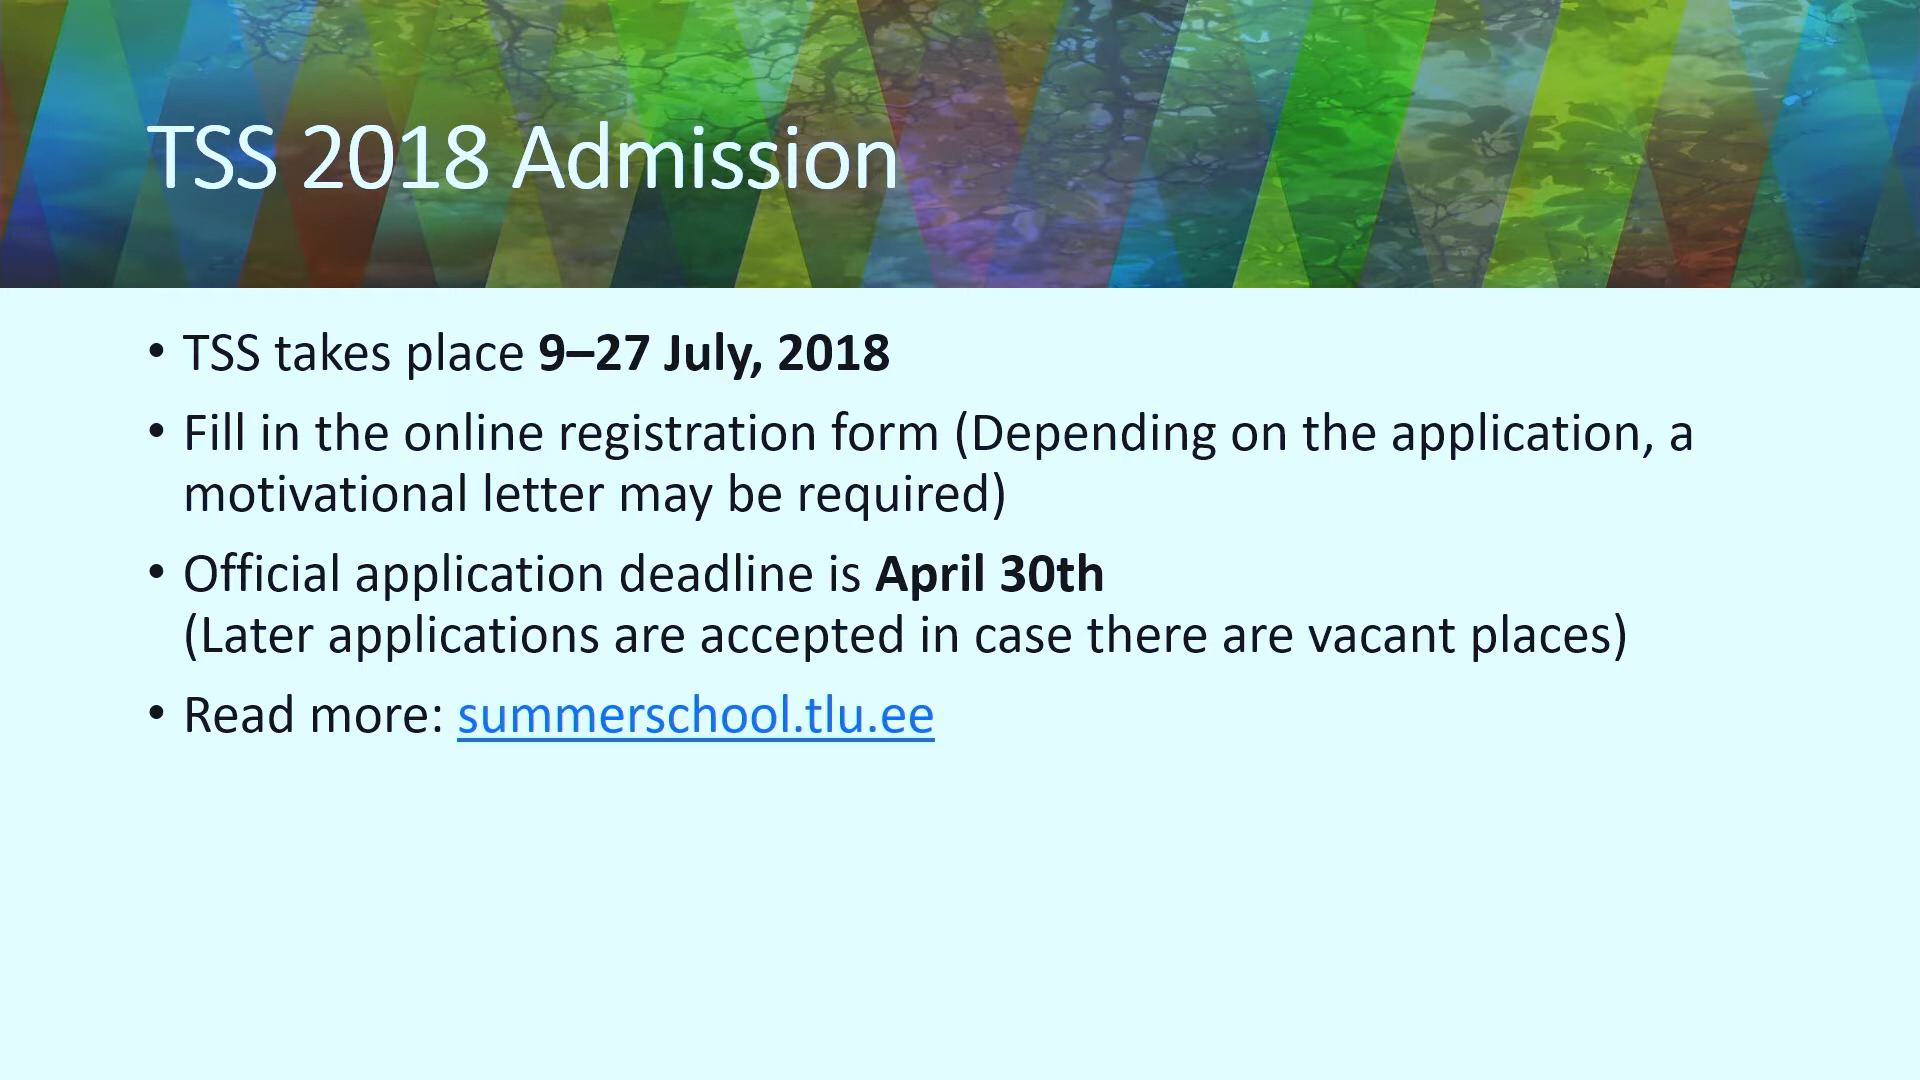 TSS 2018 Admission
• TSS takes place 9–27 July, 2018
• Fill in the online registration form (Depending on the application, a
motivational letter may be required)
• Official application deadline is April 30th
(Later applications are accepted in case there are vacant places)
• Read more: summerschool.tlu.ee